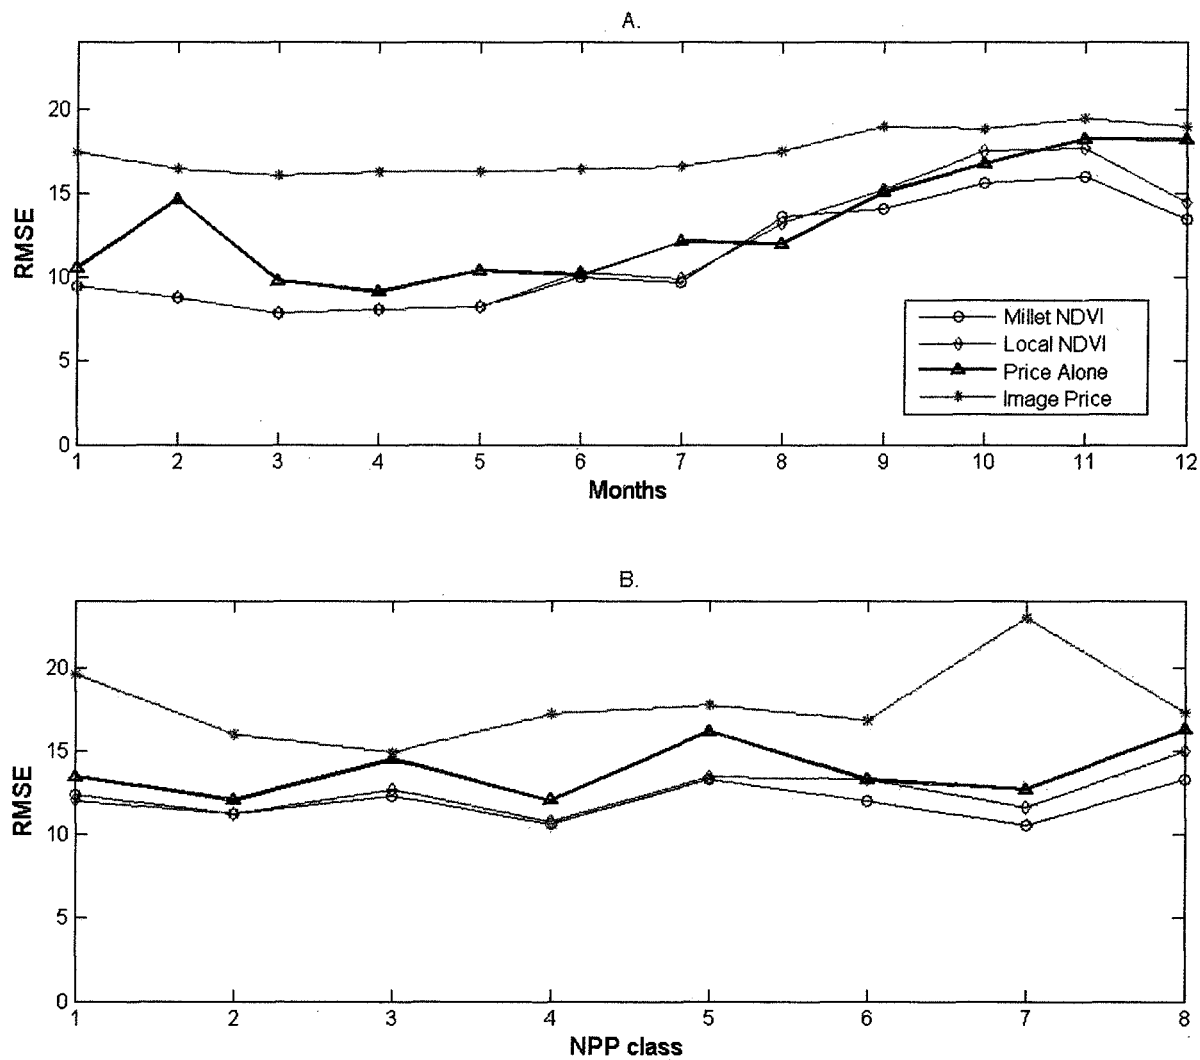 A.
20
15
10
5
0
RMSE
1 2 3 4 5 6 7 8 9 10 11 12
Months
Millet NDVI
Local NDVI
Price Alone
Image Price
B.
20
15
10
5
0
RMSE
1 2 3 4 5 6 7 8
NPP class